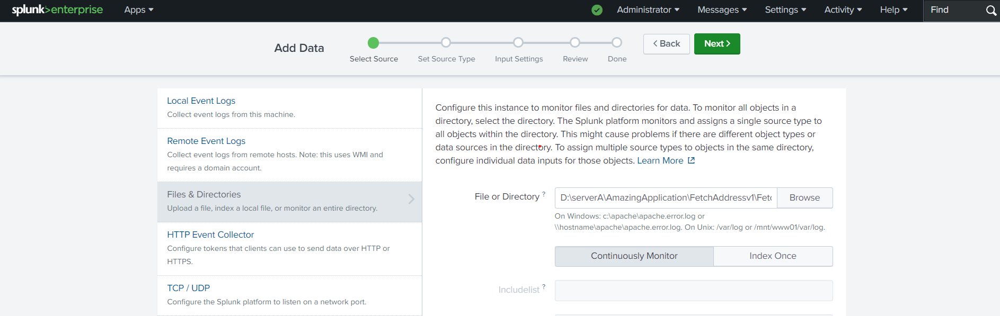 splunk>enterprise Apps Administrator Messages Settings Activity Help Find
Add Data
Select Source Set Source Type Input Settings Review Done
< Back Next >
Local Event Logs
Collect event logs from this machine.
Remote Event Logs
Collect event logs from remote hosts. Note: this uses WMI and
requires a domain account.
Files & Directories
Upload a file, index a local file, or monitor an entire directory.
HTTP Event Collector
Configure tokens that clients can use to send data over HTTP or
HTTPS.
TCP / UDP
Configure the Splunk platform to listen on a network port.
Configure this instance to monitor files and directories for data. To monitor all objects in a
directory, select the directory. The Splunk platform monitors and assigns a single source type to
all objects within the directory. This might cause problems if there are different object types or
data sources in the directory. To assign multiple source types to objects in the same directory,
configure individual data inputs for those objects. Learn More
File or Directory ? D:\serverA\AmazingApplication\FetchAddressv1\Fetc Browse
On Windows: c:\apache\apache.error.log or
\\hostname\apache\apache.error.log. On Unix: /var/log or /mnt/www01/var/log.
Continuously Monitor Index Once
Includelist ?